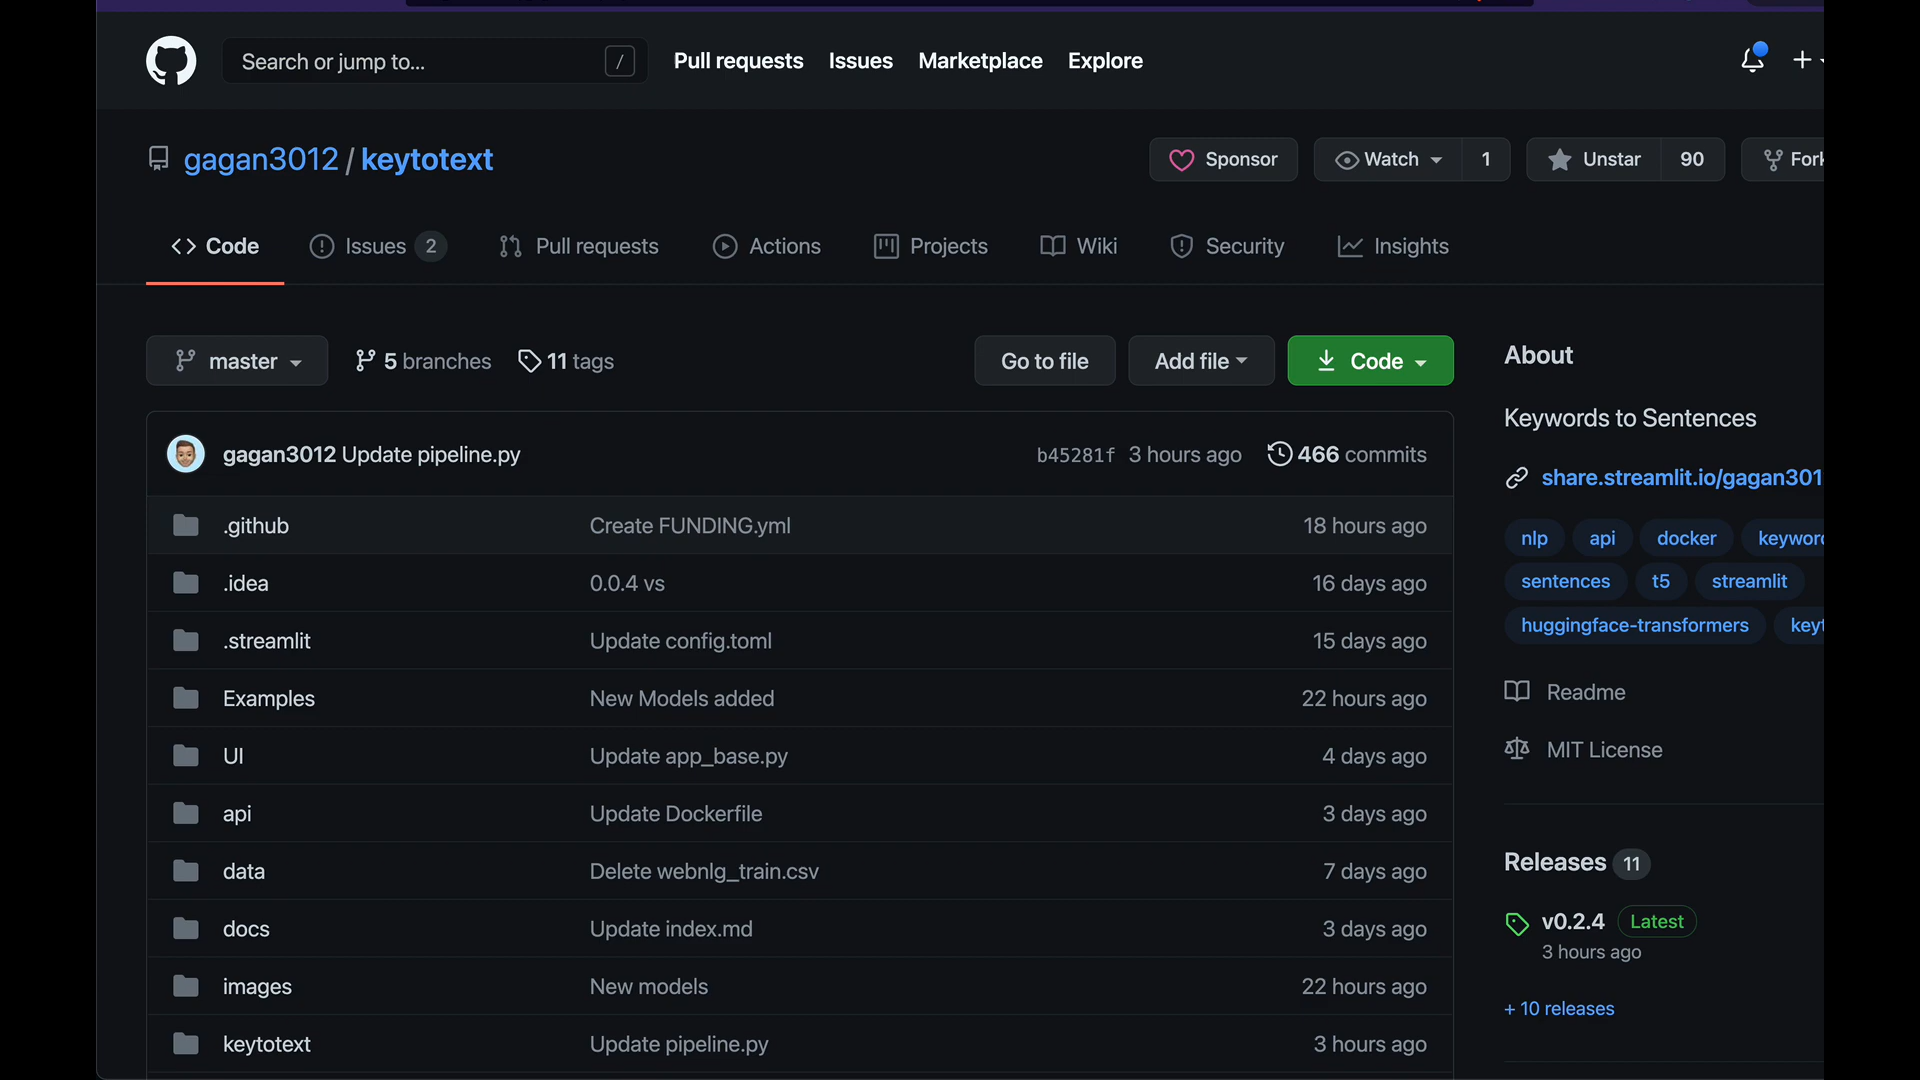 Search or jump to... /
Pull requests Issues Marketplace Explore
gagan3012 / keytotext
Sponsor Watch 1 Unstar 90 Fork
Code Issues 2 Pull requests Actions Projects Wiki Security Insights
master 5 branches 11 tags Go to file Add file Code
gagan3012 Update pipeline.py b45281f 3 hours ago 466 commits
.github Create FUNDING.yml 18 hours ago
.idea 0.0.4 vs 16 days ago
.streamlit Update config.toml 15 days ago
Examples New Models added 22 hours ago
UI Update app_base.py 4 days ago
api Update Dockerfile 3 days ago
data Delete webnlg_train.csv 7 days ago
docs Update index.md 3 days ago
images New models 22 hours ago
keytotext Update pipeline.py 3 hours ago
About
Keywords to Sentences
share.streamlit.io/gagan301
nlp api docker keyword
sentences t5 streamlit
huggingface-transformers keyt
Readme
MIT License
Releases 11
v0.2.4 Latest
3 hours ago
+ 10 releases